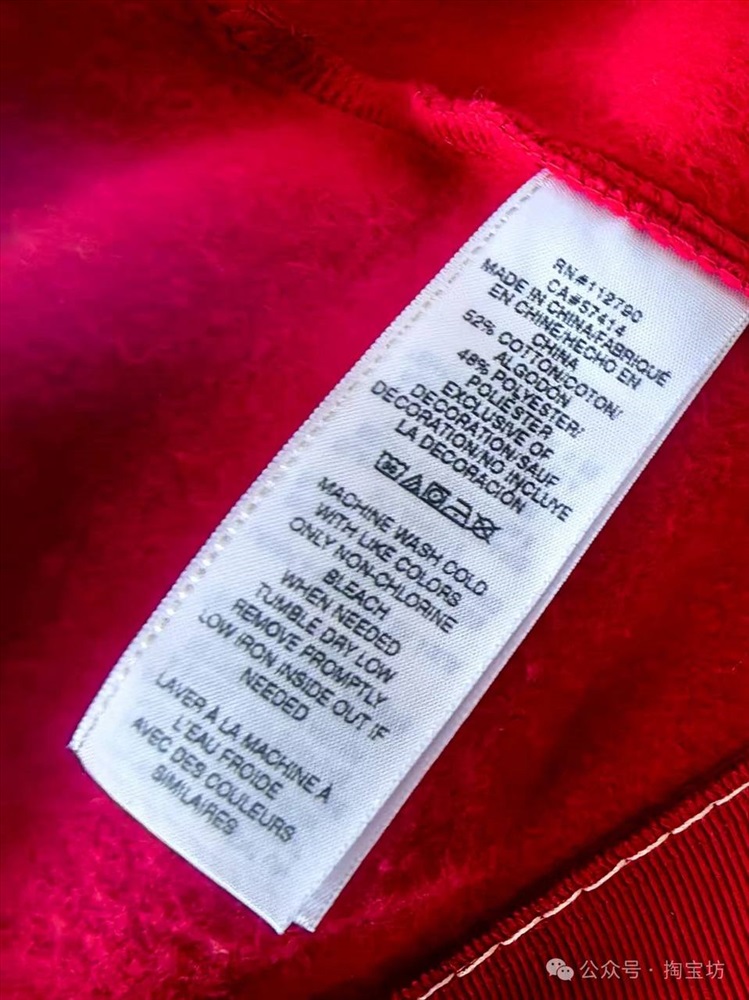 RN#112790
CA#57414
MADE IN CHINA/FABRIQUÉ
EN CHINE/HECHO EN
CHINA
52% COTTON/COTON/
ALGODÓN
48% POLYESTER/
POLIÉSTER
EXCLUSIVE OF
DECORATION/SAUF
DECORATION/NO INCLUYE
LA DECORACIÓN
MACHINE WASH COLD
WITH LIKE COLORS
ONLY NON-CHLORINE
BLEACH
WHEN NEEDED
TUMBLE DRY LOW
REMOVE PROMPTLY
LOW IRON INSIDE OUT IF
NEEDED
LAVER À LA MACHINE À
L'EAU FROIDE
AVEC DES COULEURS
SIMILAIRES
公众号·掏宝坊